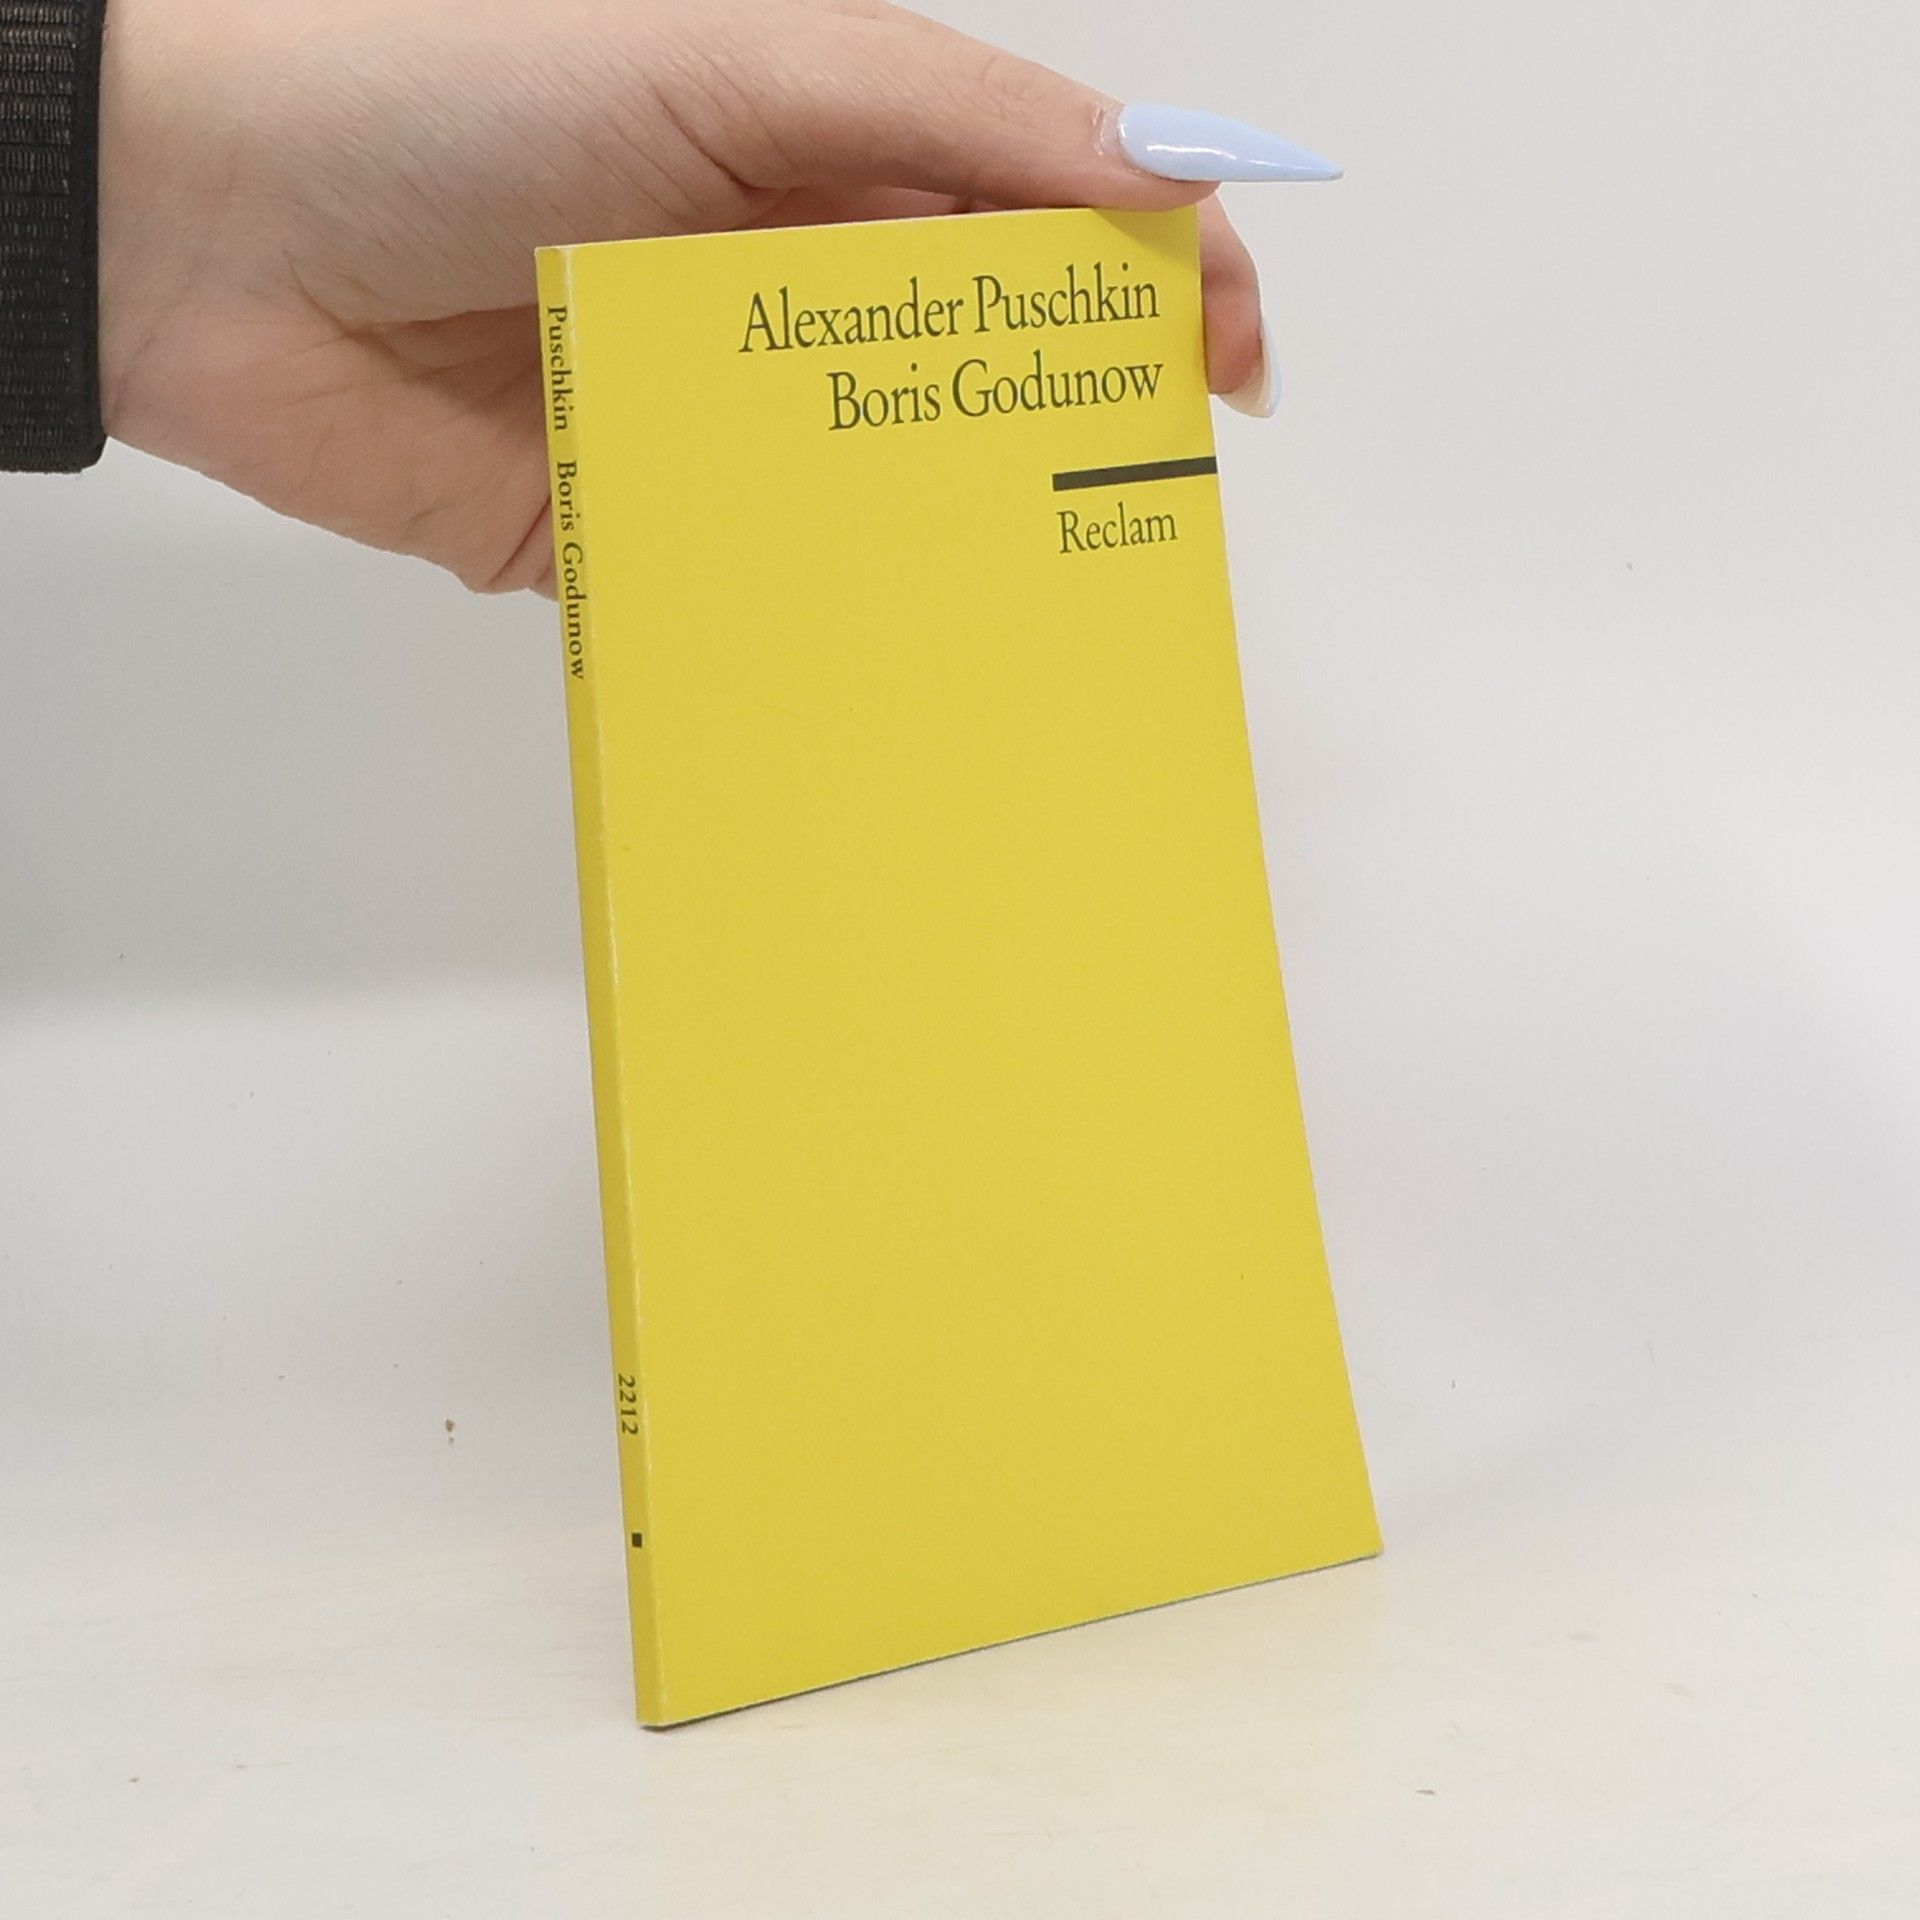 Alexander Puschkin
Boris Godunow
Reclam
Puschkin Boris Godunow
2212